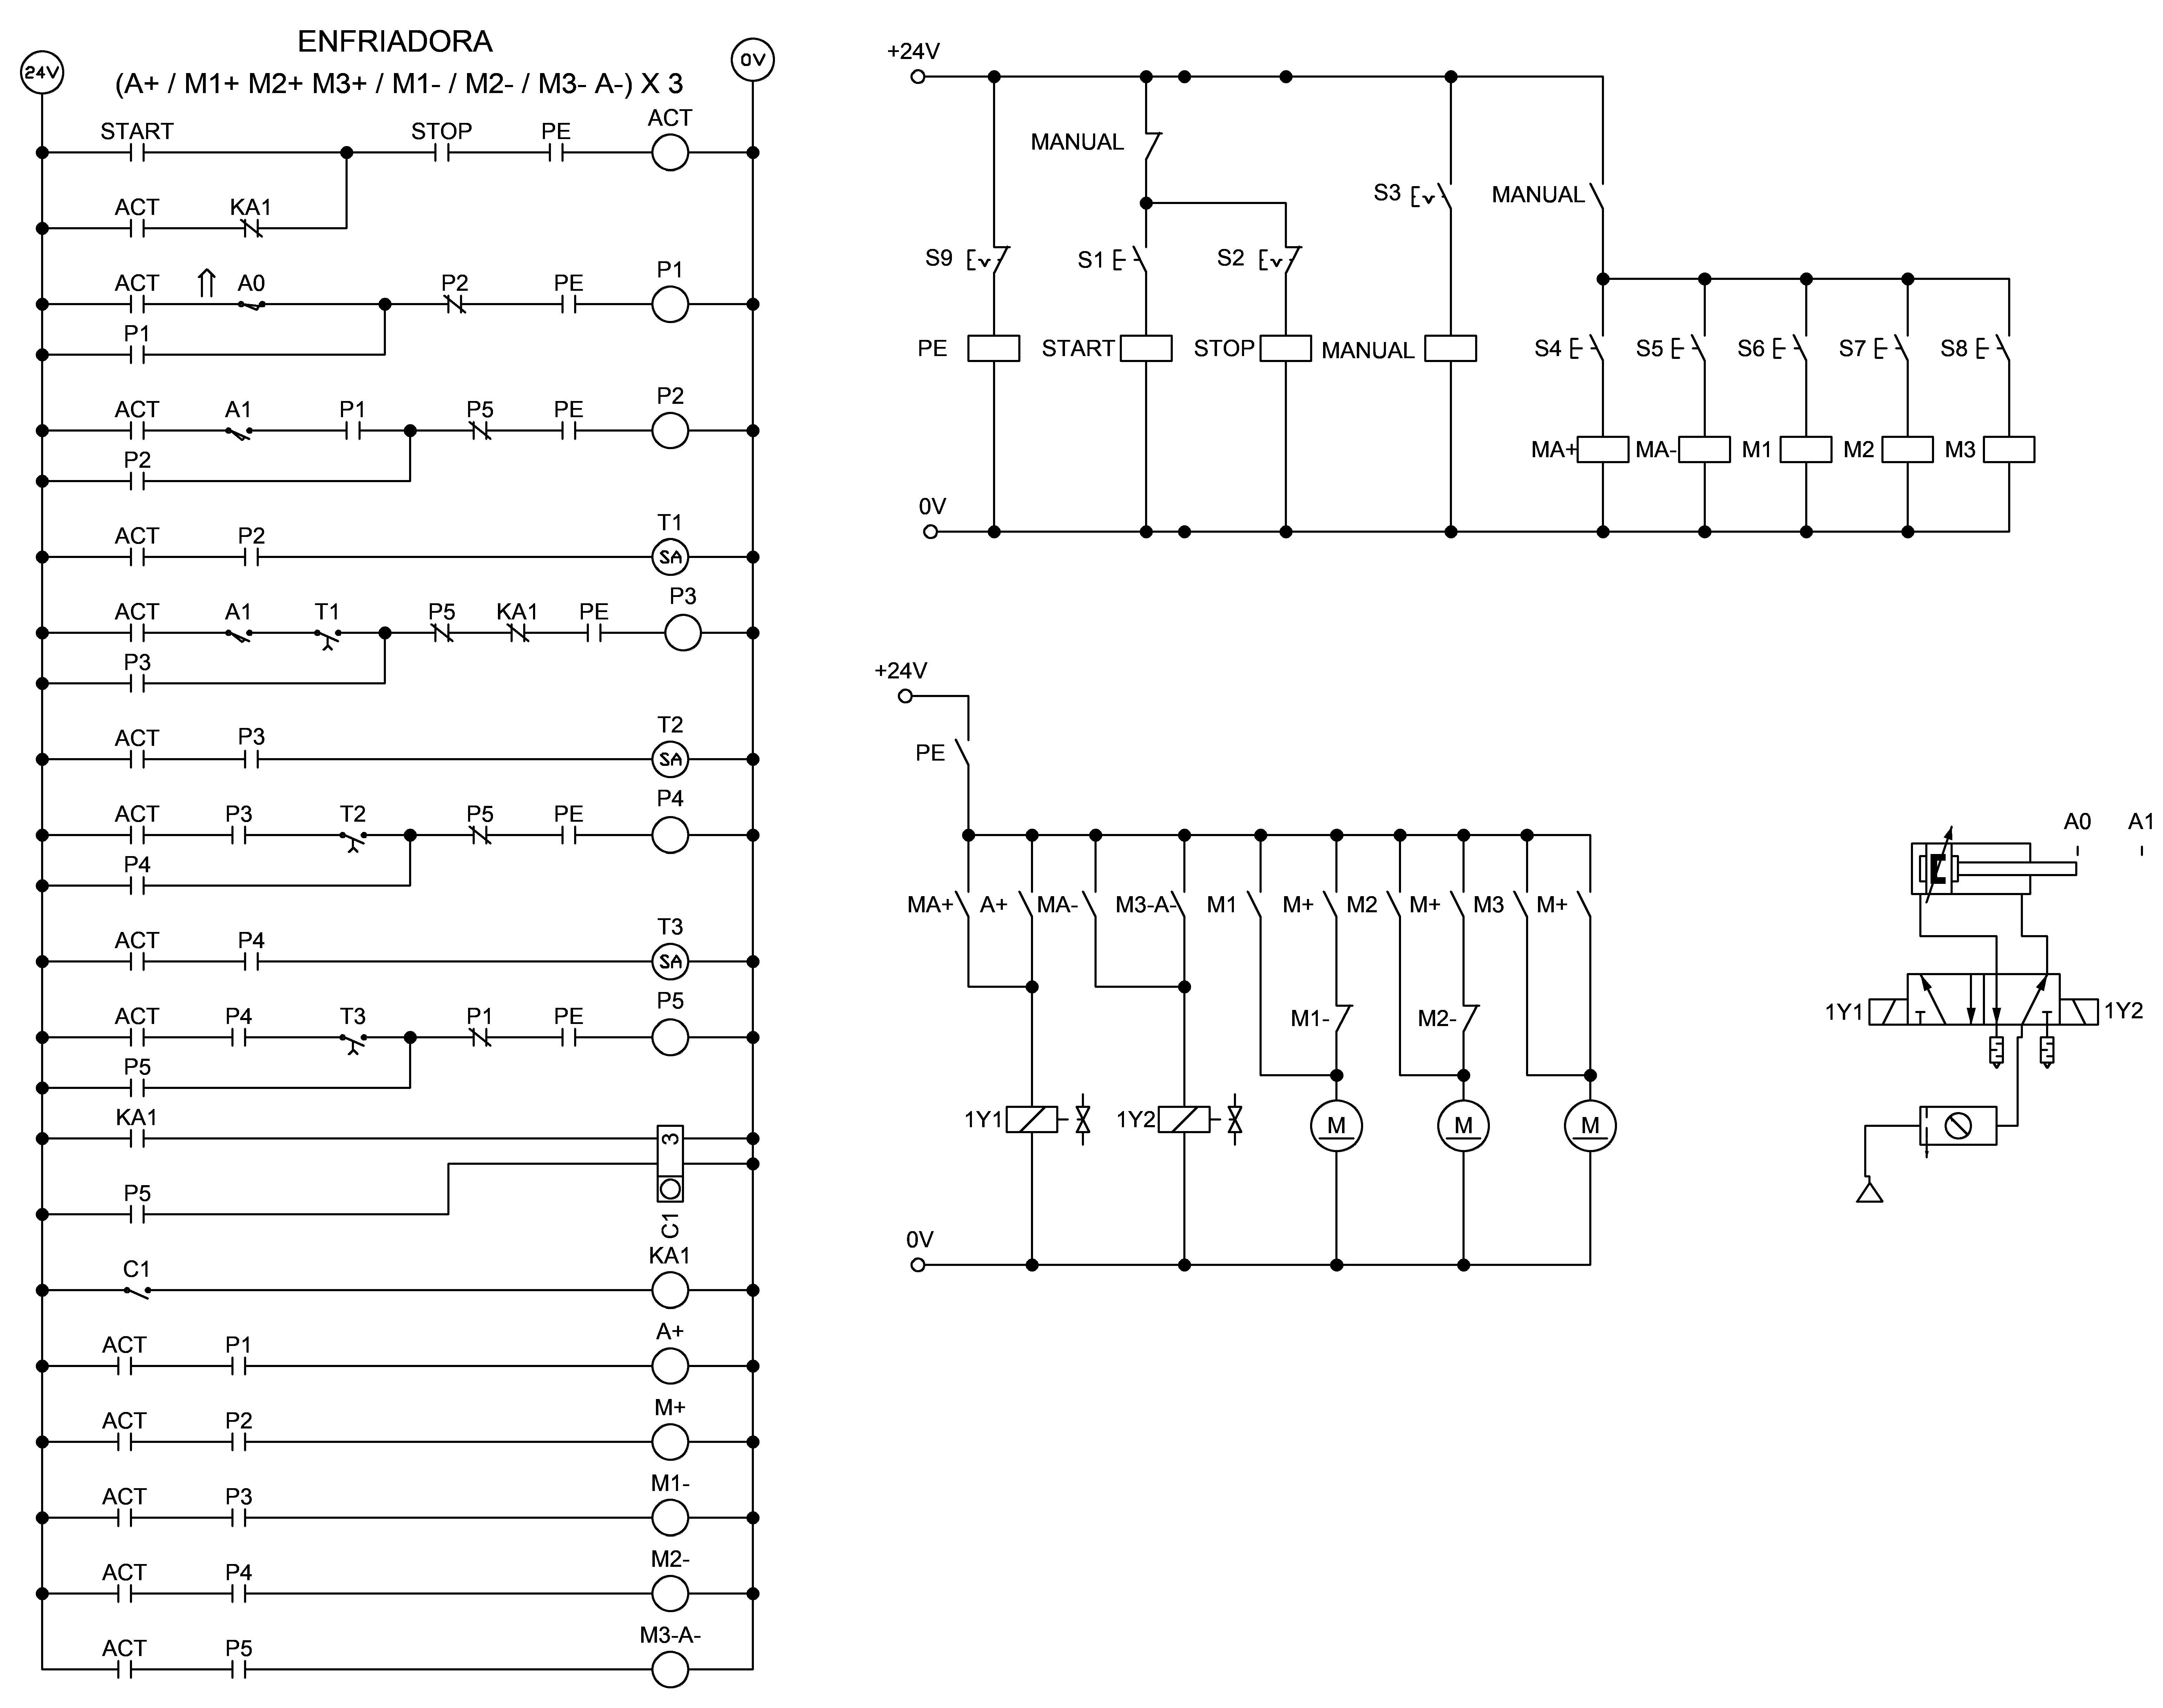 ENFRIADORA
24V
0V
(A+ / M1+ M2+ M3+ / M1- / M2- / M3- A-) X 3
START STOP PE ACT
ACT KA1
ACT A0 P2 PE P1
P1
ACT A1 P1 P5 PE P2
P2
ACT P2 T1
SA
ACT A1 T1 P5 KA1 PE P3
P3
ACT P3 T2
SA
ACT P3 T2 P5 PE P4
P4
ACT P4 T3
SA
ACT P4 T3 P1 PE P5
P5
KA1
3
P5
C1
C1 KA1
ACT P1 A+
ACT P2 M+
ACT P3 M1-
ACT P4 M2-
ACT P5 M3-A-
+24V
MANUAL
S3 MANUAL
S9 S1 S2
PE START STOP MANUAL
S4 S5 S6 S7 S8
MA+ MA- M1 M2 M3
0V
+24V
PE
MA+ A+ MA- M3-A- M1 M+ M2 M+ M3 M+
M1- M2-
1Y1 1Y2 M M M
0V
A0 A1
1Y1 1Y2